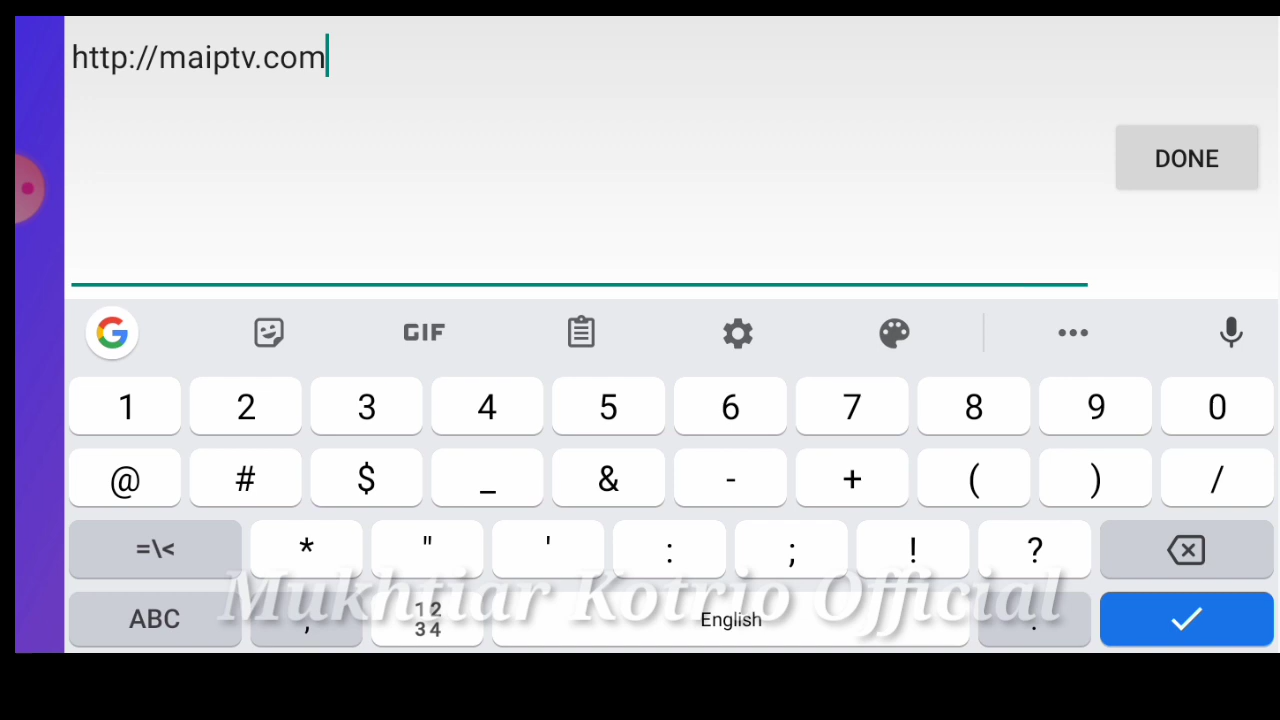 http://maiptv.com
DONE
G GIF
1 2 3 4 5 6 7 8 9 0
@ # $ _ & - + ( ) /
=\< * " ' : ; ! ?
ABC , 12 34 English .
Mukhtiar Kotrio Official